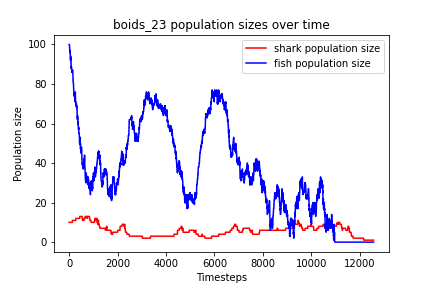 boids_23 population sizes over time
shark population size
fish population size
Population size
100
80
60
40
20
0
0 2000 4000 6000 8000 10000 12000
Timesteps